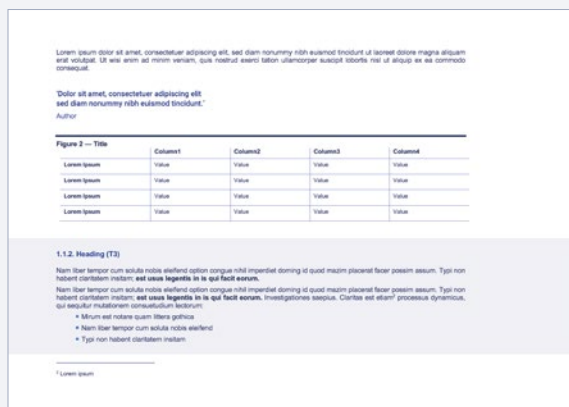 Lorem ipsum dolor sit amet, consectetuer adipiscing elit, sed diam nonummy nibh euismod tincidunt ut laoreet dolore magna aliquam
erat volutpat. Ut wisi enim ad minim veniam, quis nostrud exerci tation ullamcorper suscipit lobortis nisl ut aliquip ex ea commodo
consequat.
'Dolor sit amet, consectetuer adipiscing elit
sed diam nonummy nibh euismod tincidunt.'
Author
Figure 2 — Title
Column1 Column2 Column3 Column4
Lorem Ipsum Value Value Value Value
Lorem Ipsum Value Value Value Value
Lorem Ipsum Value Value Value Value
Lorem Ipsum Value Value Value Value
1.1.2. Heading (T3)
Nam liber tempor cum soluta nobis eleifend option congue nihil imperdiet doming id quod mazim placerat facer possim assum. Typi non
habent claritatem insitam; est usus legentis in is qui facit eorum.
Nam liber tempor cum soluta nobis eleifend option congue nihil imperdiet doming id quod mazim placerat facer possim assum. Typi non
habent claritatem insitam; est usus legentis in is qui facit eorum. Investigationes saepius. Claritas est etiam² processus dynamicus,
qui sequitur mutationem consuetudium lectorum:
• Mirum est notare quam littera gothica
• Nam liber tempor cum soluta nobis eleifend
• Typi non habent claritatem insitam
² Lorem ipsum